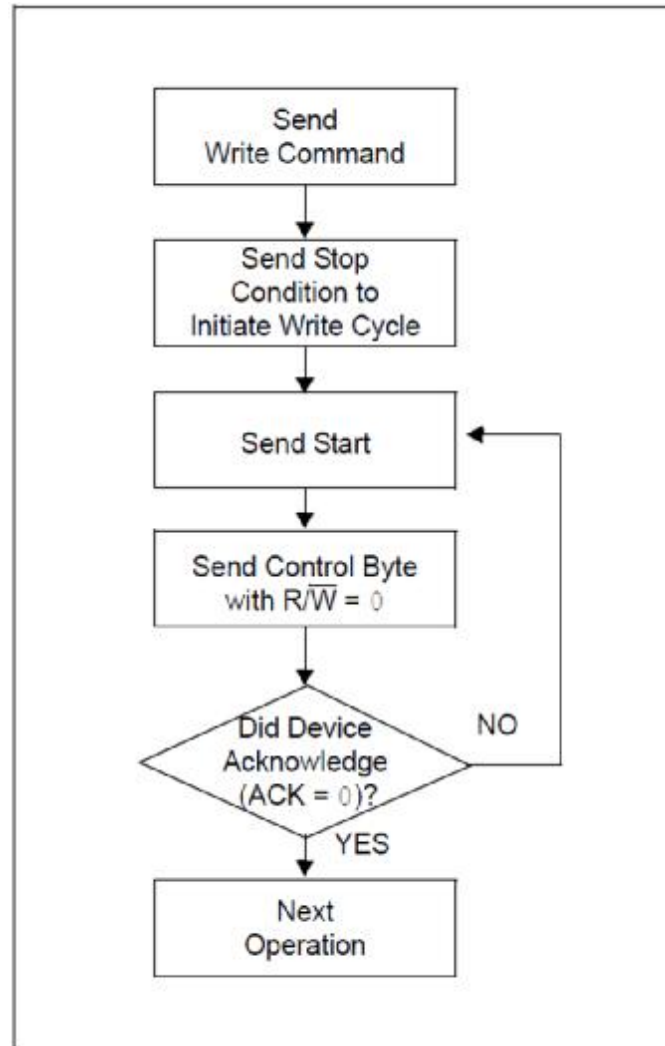 Send
Write Command
Send Stop
Condition to
Initiate Write Cycle
Send Start
Send Control Byte
with R/W̅ = 0
Did Device
Acknowledge
(ACK = 0)?
NO
YES
Next
Operation